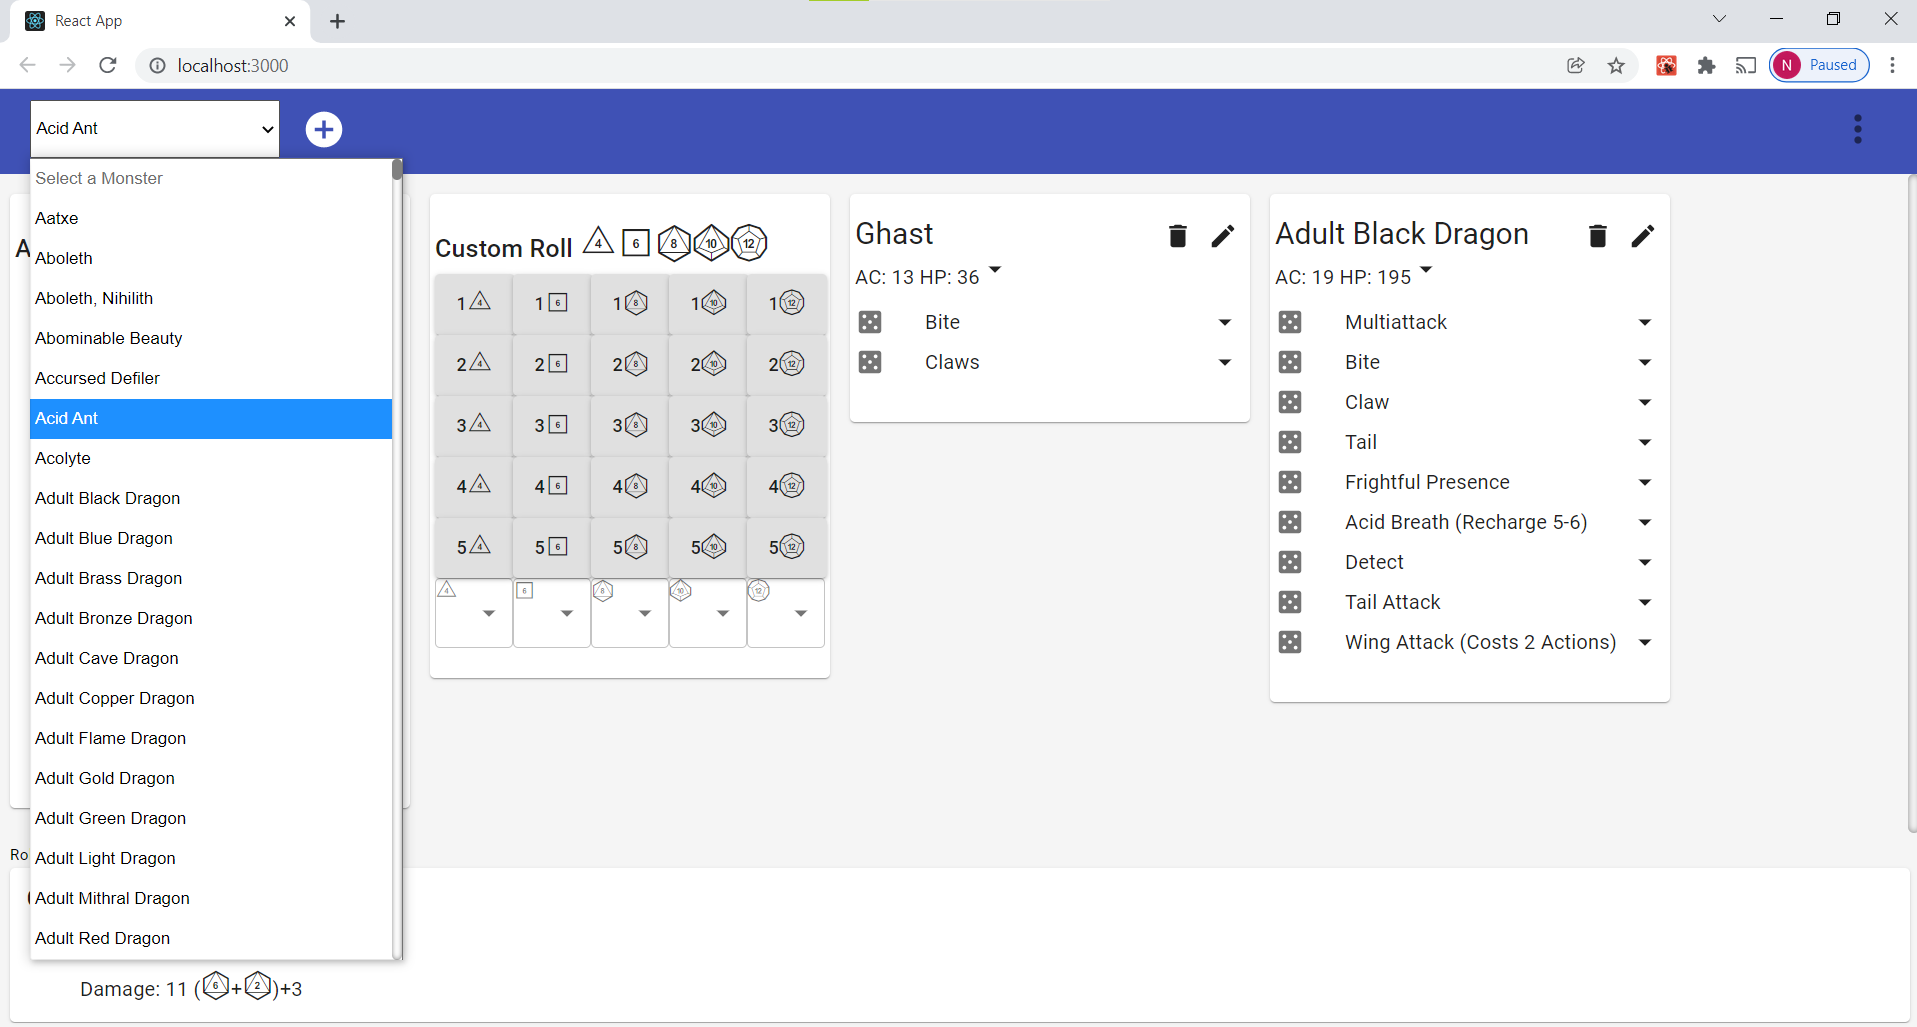 React App
localhost:3000
N Paused
Acid Ant
Select a Monster
Aatxe
Aboleth
Aboleth, Nihilith
Abominable Beauty
Accursed Defiler
Acid Ant
Acolyte
Adult Black Dragon
Adult Blue Dragon
Adult Brass Dragon
Adult Bronze Dragon
Adult Cave Dragon
Adult Copper Dragon
Adult Flame Dragon
Adult Gold Dragon
Adult Green Dragon
Adult Light Dragon
Adult Mithral Dragon
Adult Red Dragon
A
Custom Roll 4 6 8 10 12
1 4 1 6 1 8 1 10 1 12
2 4 2 6 2 8 2 10 2 12
3 4 3 6 3 8 3 10 3 12
4 4 4 6 4 8 4 10 4 12
5 4 5 6 5 8 5 10 5 12
4 6 8 10 12
Ghast
AC: 13 HP: 36
Bite
Claws
Adult Black Dragon
AC: 19 HP: 195
Multiattack
Bite
Claw
Tail
Frightful Presence
Acid Breath (Recharge 5-6)
Detect
Tail Attack
Wing Attack (Costs 2 Actions)
Ro
Damage: 11 (6+2)+3